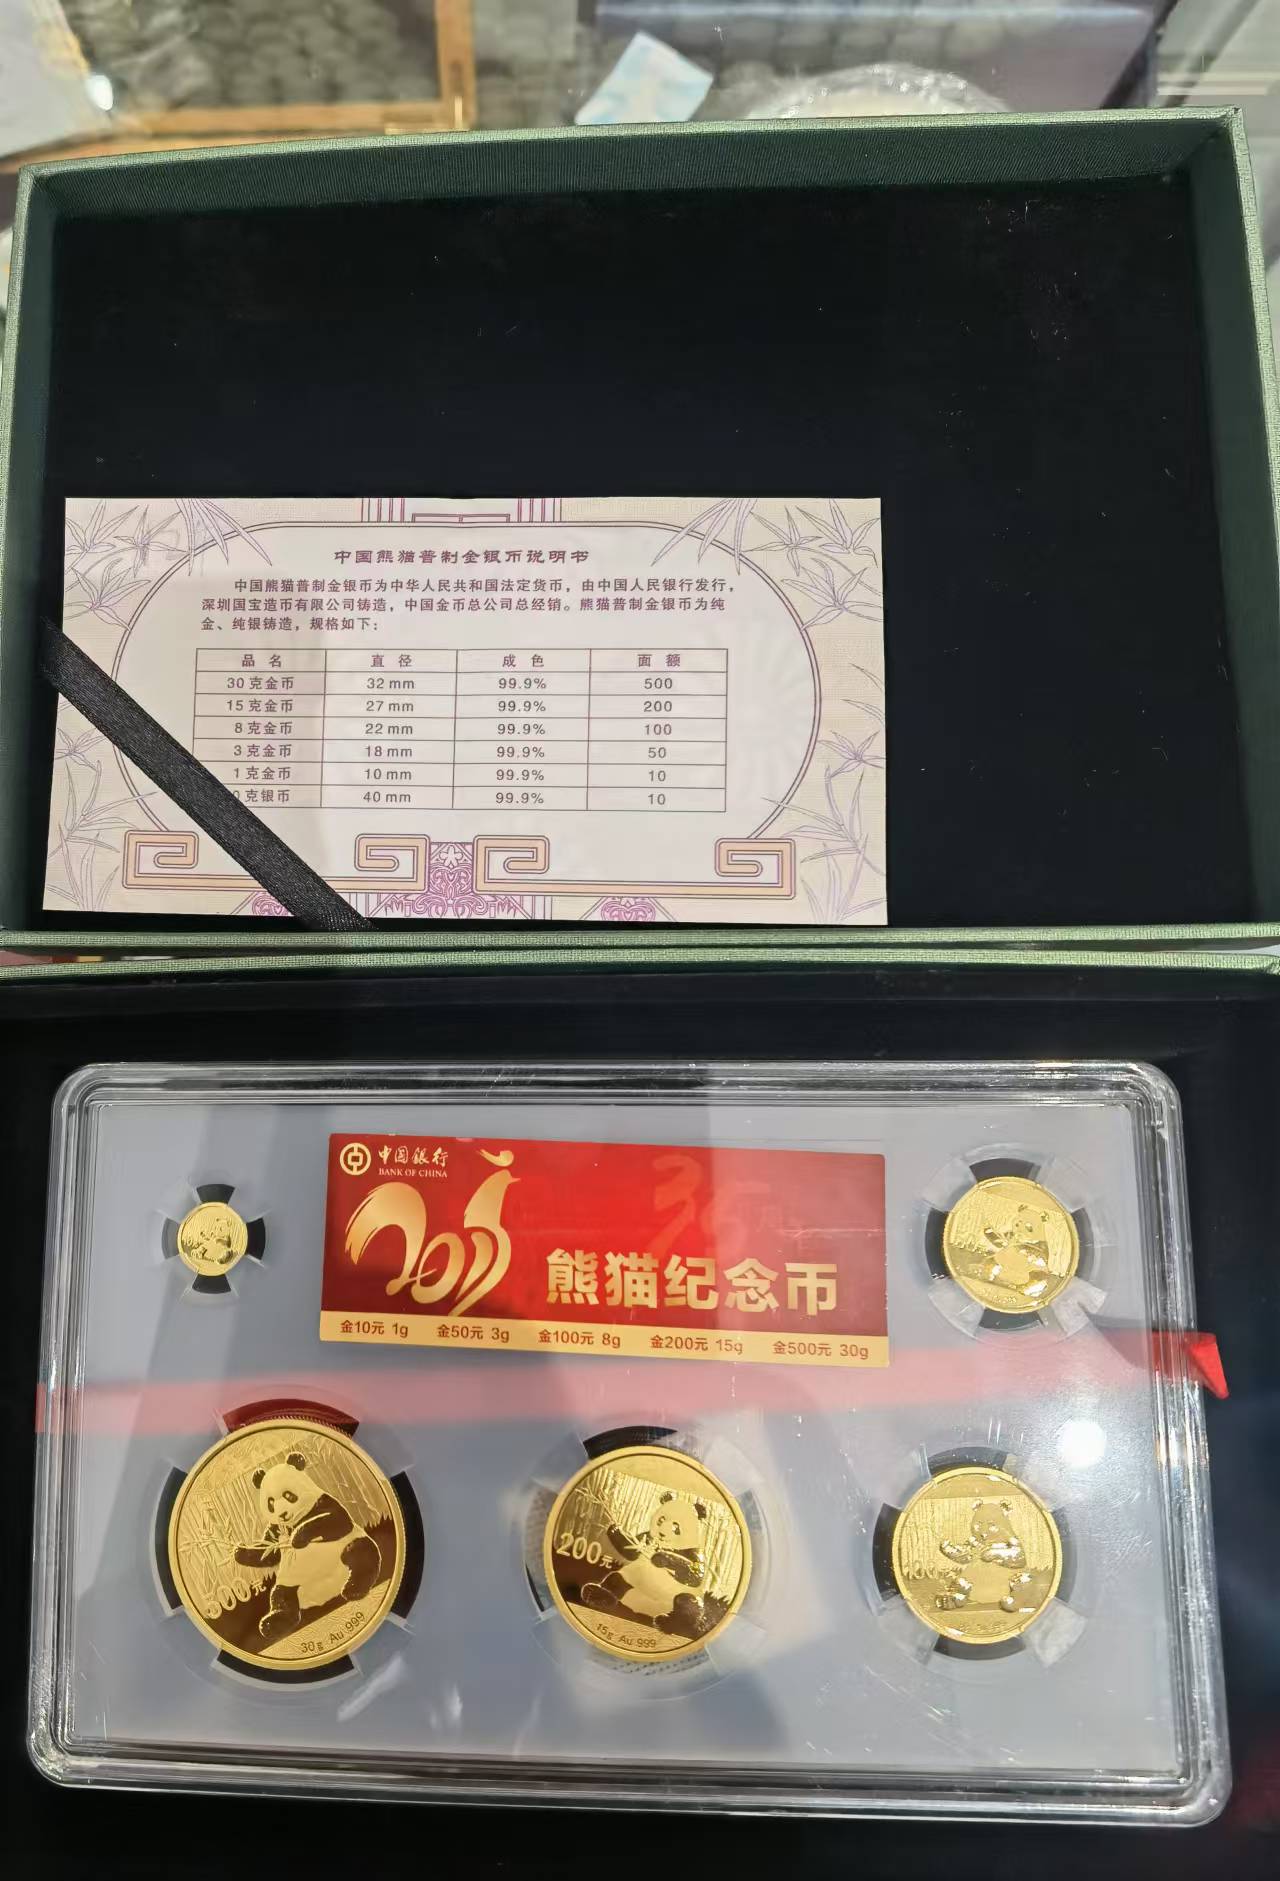 中国熊猫普制金银币说明书
中国熊猫普制金银币为中华人民共和国法定货币，由中国人民银行发行，
深圳国宝造币有限公司铸造，中国金币总公司总经销。熊猫普制金银币为纯
金、纯银铸造，规格如下：
品名 直径 成色 面额
30克金币 32mm 99.9% 500
15克金币 27mm 99.9% 200
8克金币 22mm 99.9% 100
3克金币 18mm 99.9% 50
1克金币 10mm 99.9% 10
0克银币 40mm 99.9% 10
中国银行
BANK OF CHINA
2017
熊猫纪念币
金10元 1g 金50元 3g 金100元 8g 金200元 15g 金500元 30g
500元
30g Au 999
200元
15g Au 999
100元